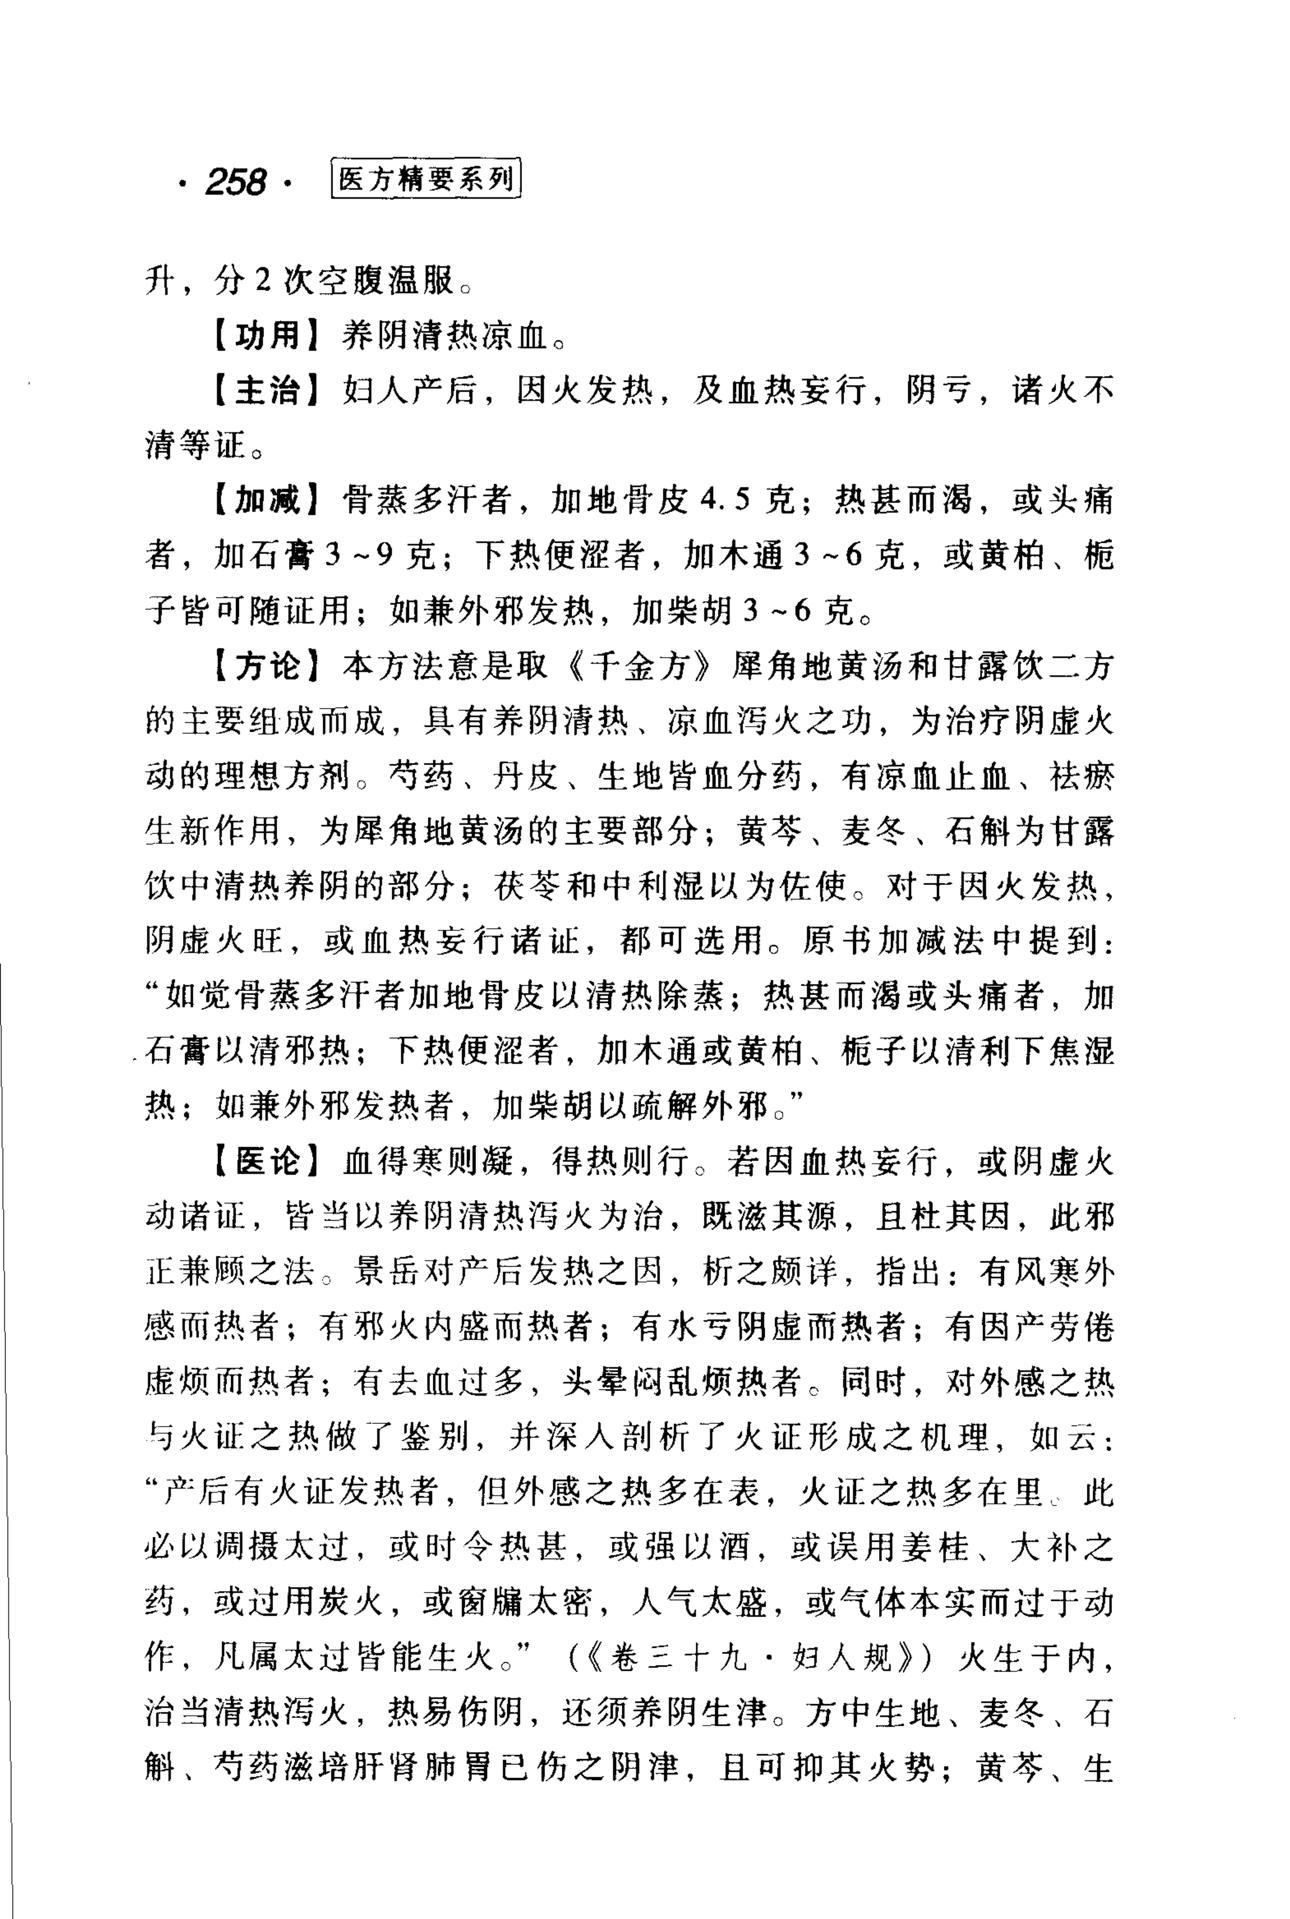 · 258 · 医方精要系列
升，分2次空腹温服。
【功用】 养阴清热凉血。
【主治】 妇人产后，因火发热，及血热妄行，阴亏，诸火不
清等证。
【加减】 骨蒸多汗者，加地骨皮4.5克；热甚而渴，或头痛
者，加石膏3~9克；下热便涩者，加木通3~6克，或黄柏、栀
子皆可随证用；如兼外邪发热，加柴胡3~6克。
【方论】 本方法意是取《千金方》犀角地黄汤和甘露饮二方
的主要组成而成，具有养阴清热、凉血泻火之功，为治疗阴虚火
动的理想方剂。芍药、丹皮、生地皆血分药，有凉血止血、祛瘀
生新作用，为犀角地黄汤的主要部分；黄芩、麦冬、石斛为甘露
饮中清热养阴的部分；茯苓和中利湿以为佐使。对于因火发热，
阴虚火旺，或血热妄行诸证，都可选用。原书加减法中提到：
“如觉骨蒸多汗者加地骨皮以清热除蒸；热甚而渴或头痛者，加
石膏以清邪热；下热便涩者，加木通或黄柏、栀子以清利下焦湿
热；如兼外邪发热者，加柴胡以疏解外邪。”
【医论】 血得寒则凝，得热则行。若因血热妄行，或阴虚火
动诸证，皆当以养阴清热泻火为治，既滋其源，且杜其因，此邪
正兼顾之法。景岳对产后发热之因，析之颇详，指出：有风寒外
感而热者；有邪火内盛而热者；有水亏阴虚而热者；有因产劳倦
虚烦而热者；有去血过多，头晕闷乱烦热者。同时，对外感之热
与火证之热做了鉴别，并深入剖析了火证形成之机理，如云：
“产后有火证发热者，但外感之热多在表，火证之热多在里。此
必以调摄太过，或时令热甚，或强以酒，或误用姜桂、大补之
药，或过用炭火，或窗牖太密，人气太盛，或气体本实而过于动
作，凡属太过皆能生火。”（《卷三十九·妇人规》）火生于内，
治当清热泻火，热易伤阴，还须养阴生津。方中生地、麦冬、石
斛、芍药滋培肝肾肺胃已伤之阴津，且可抑其火势；黄芩、生